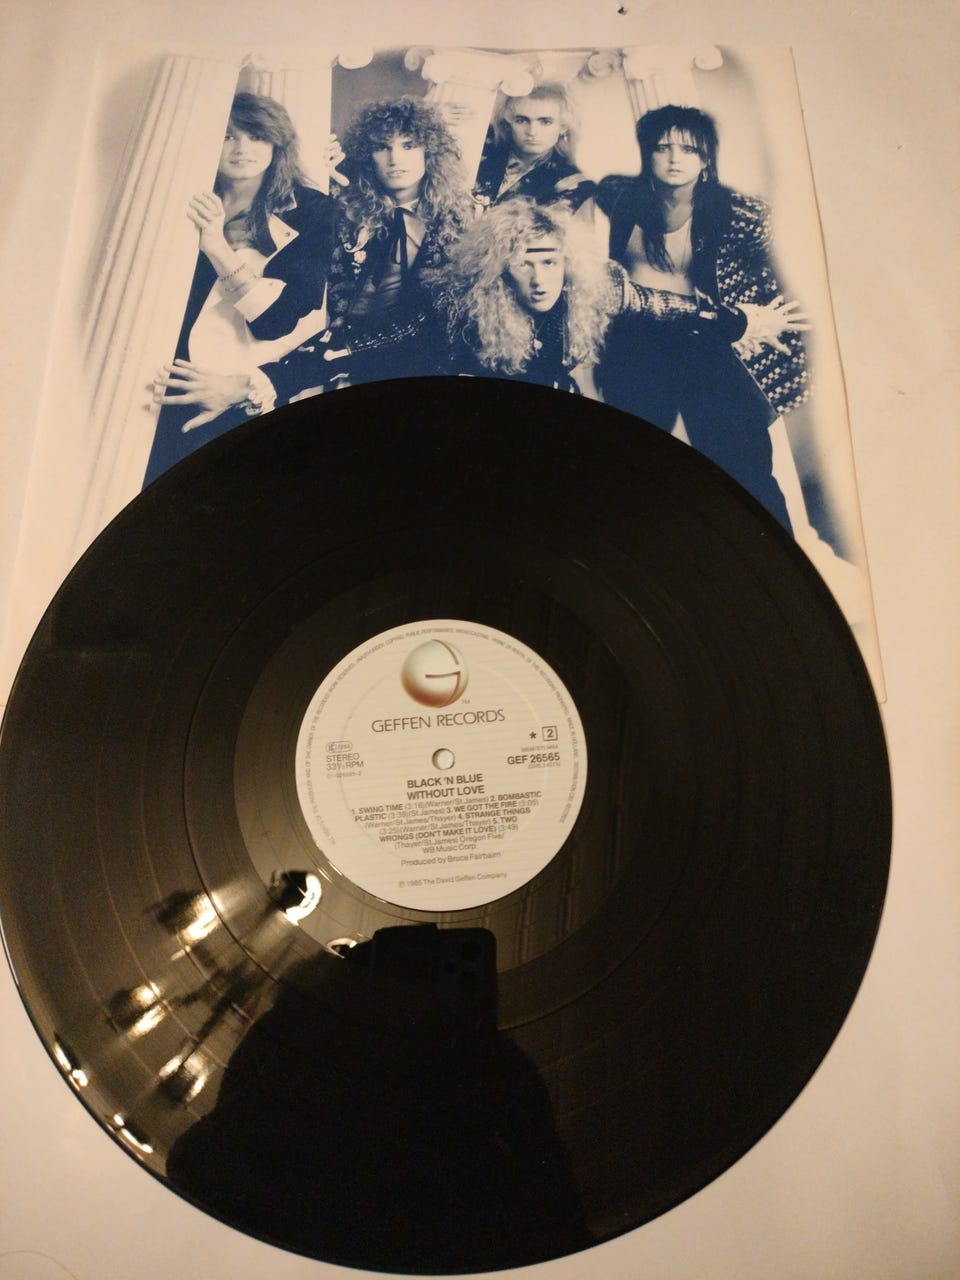 G
TM
GEFFEN RECORDS
STEREO
33⅓ RPM
* 2
GEF 26565
BLACK 'N BLUE
WITHOUT LOVE
1. SWING TIME (3:16)(Warner/St.James) 2. BOMBASTIC
PLASTIC (3:38)(St.James) 3. WE GOT THE FIRE (3:05)
(Warner/St.James/Thayer) 4. STRANGE THINGS
(3:25)(Warner/St.James/Thayer) 5. TWO
WRONGS (DON'T MAKE IT LOVE) (3:49)
(Thayer/St.James) Oregon Five/
WB Music Corp.
Produced by Bruce Fairbairn
℗ 1985 The David Geffen Company